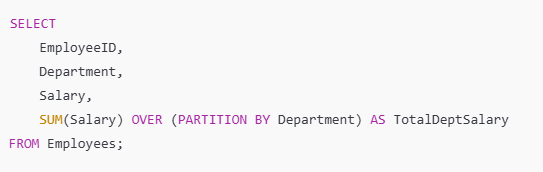 SELECT
    EmployeeID,
    Department,
    Salary,
    SUM(Salary) OVER (PARTITION BY Department) AS TotalDeptSalary
FROM Employees;